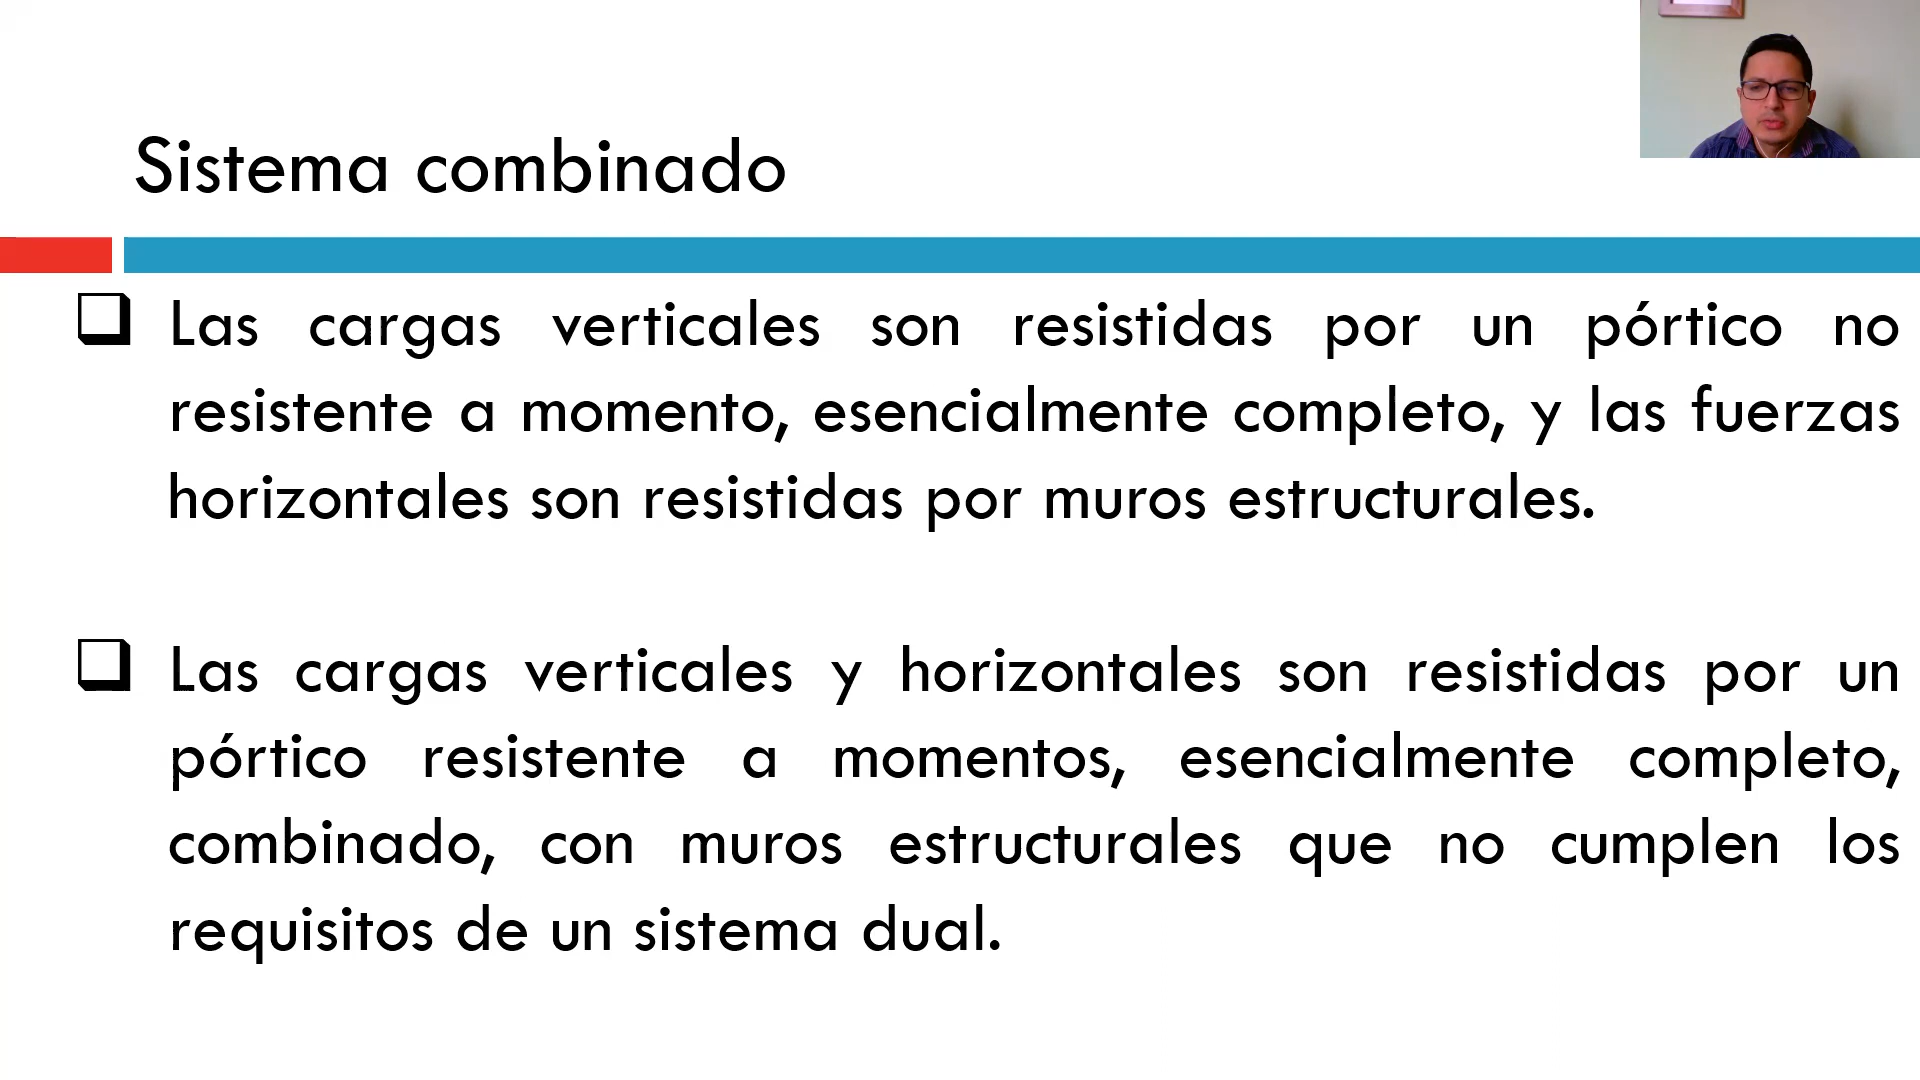 Sistema combinado
Las cargas verticales son resistidas por un pórtico no
resistente a momento, esencialmente completo, y las fuerzas
horizontales son resistidas por muros estructurales.
Las cargas verticales y horizontales son resistidas por un
pórtico resistente a momentos, esencialmente completo,
combinado, con muros estructurales que no cumplen los
requisitos de un sistema dual.